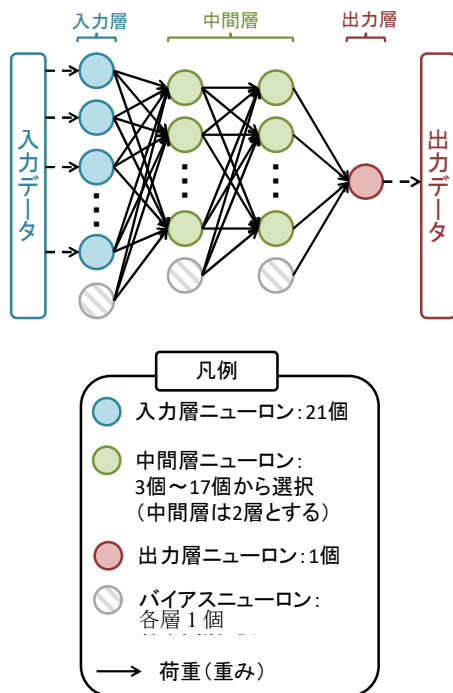 入力層
中間層
出力層
入力データ
出力データ
凡例
入力層ニューロン：21個
中間層ニューロン：
3個～17個から選択
（中間層は2層とする）
出力層ニューロン：1個
バイアスニューロン：
各層 1 個
荷重（重み）